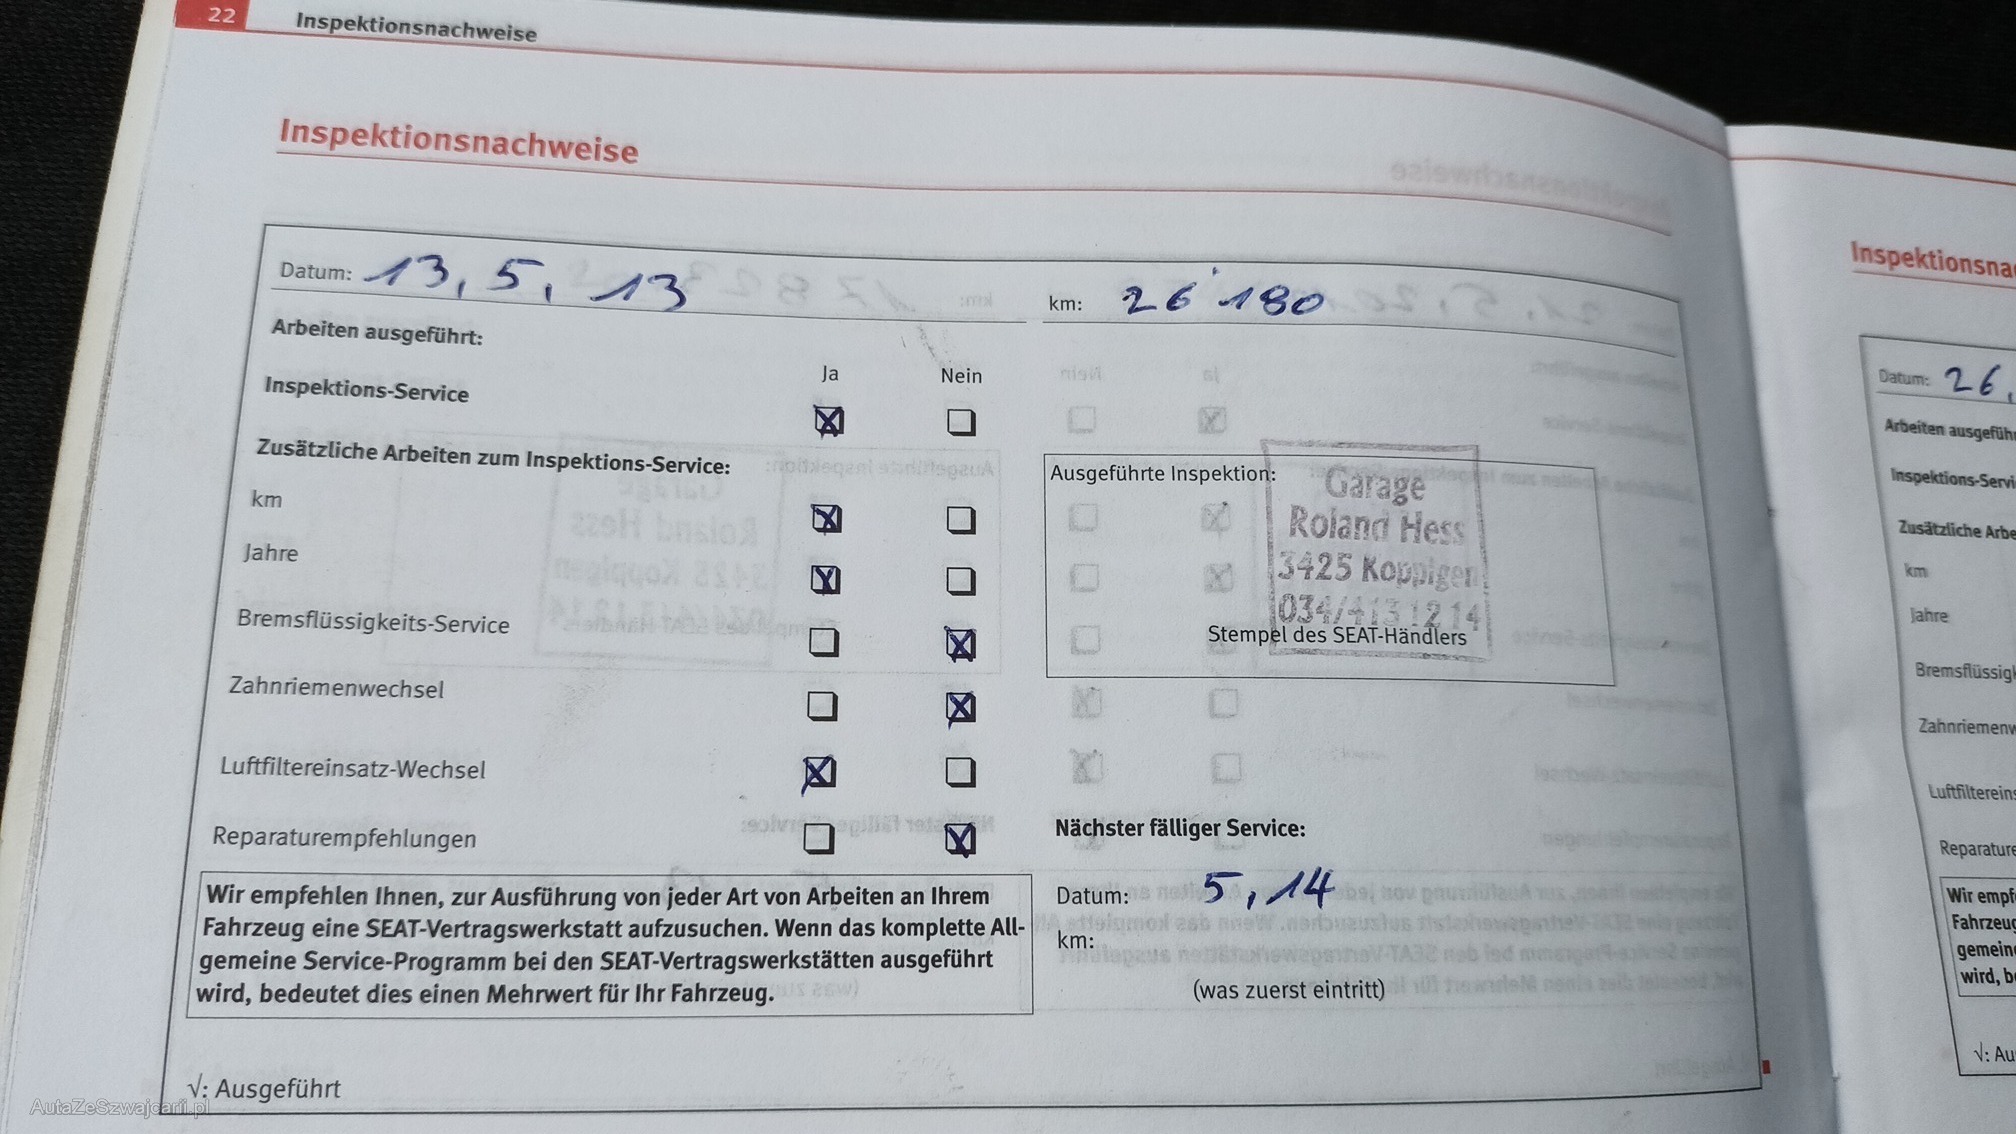 22 Inspektionsnachweise
Inspektionsnachweise
Datum: 13, 5, 13
km: 26'180
Arbeiten ausgeführt:
Ja Nein
Inspektions-Service
Zusätzliche Arbeiten zum Inspektions-Service:
km
Jahre
Bremsflüssigkeits-Service
Zahnriemenwechsel
Luftfiltereinsatz-Wechsel
Reparaturempfehlungen
Wir empfehlen Ihnen, zur Ausführung von jeder Art von Arbeiten an Ihrem
Fahrzeug eine SEAT-Vertragswerkstatt aufzusuchen. Wenn das komplette All-
gemeine Service-Programm bei den SEAT-Vertragswerkstätten ausgeführt
wird, bedeutet dies einen Mehrwert für Ihr Fahrzeug.
√: Ausgeführt
Ausgeführte Inspektion:
Garage
Roland Hess
3425 Koppigen
034/413 12 14
Stempel des SEAT-Händlers
Nächster fälliger Service:
Datum: 5, 14
km:
(was zuerst eintritt)
Inspektionsna
Datum: 26,
Arbeiten ausgeführ
Inspektions-Servi
Zusätzliche Arbe
km
Jahre
Bremsflüssigk
Zahnriemenw
Luftfiltereins
Reparature
Wir empf
Fahrzeug
gemein
wird, b
√: Au
AutaZeSzwajcarii.pl